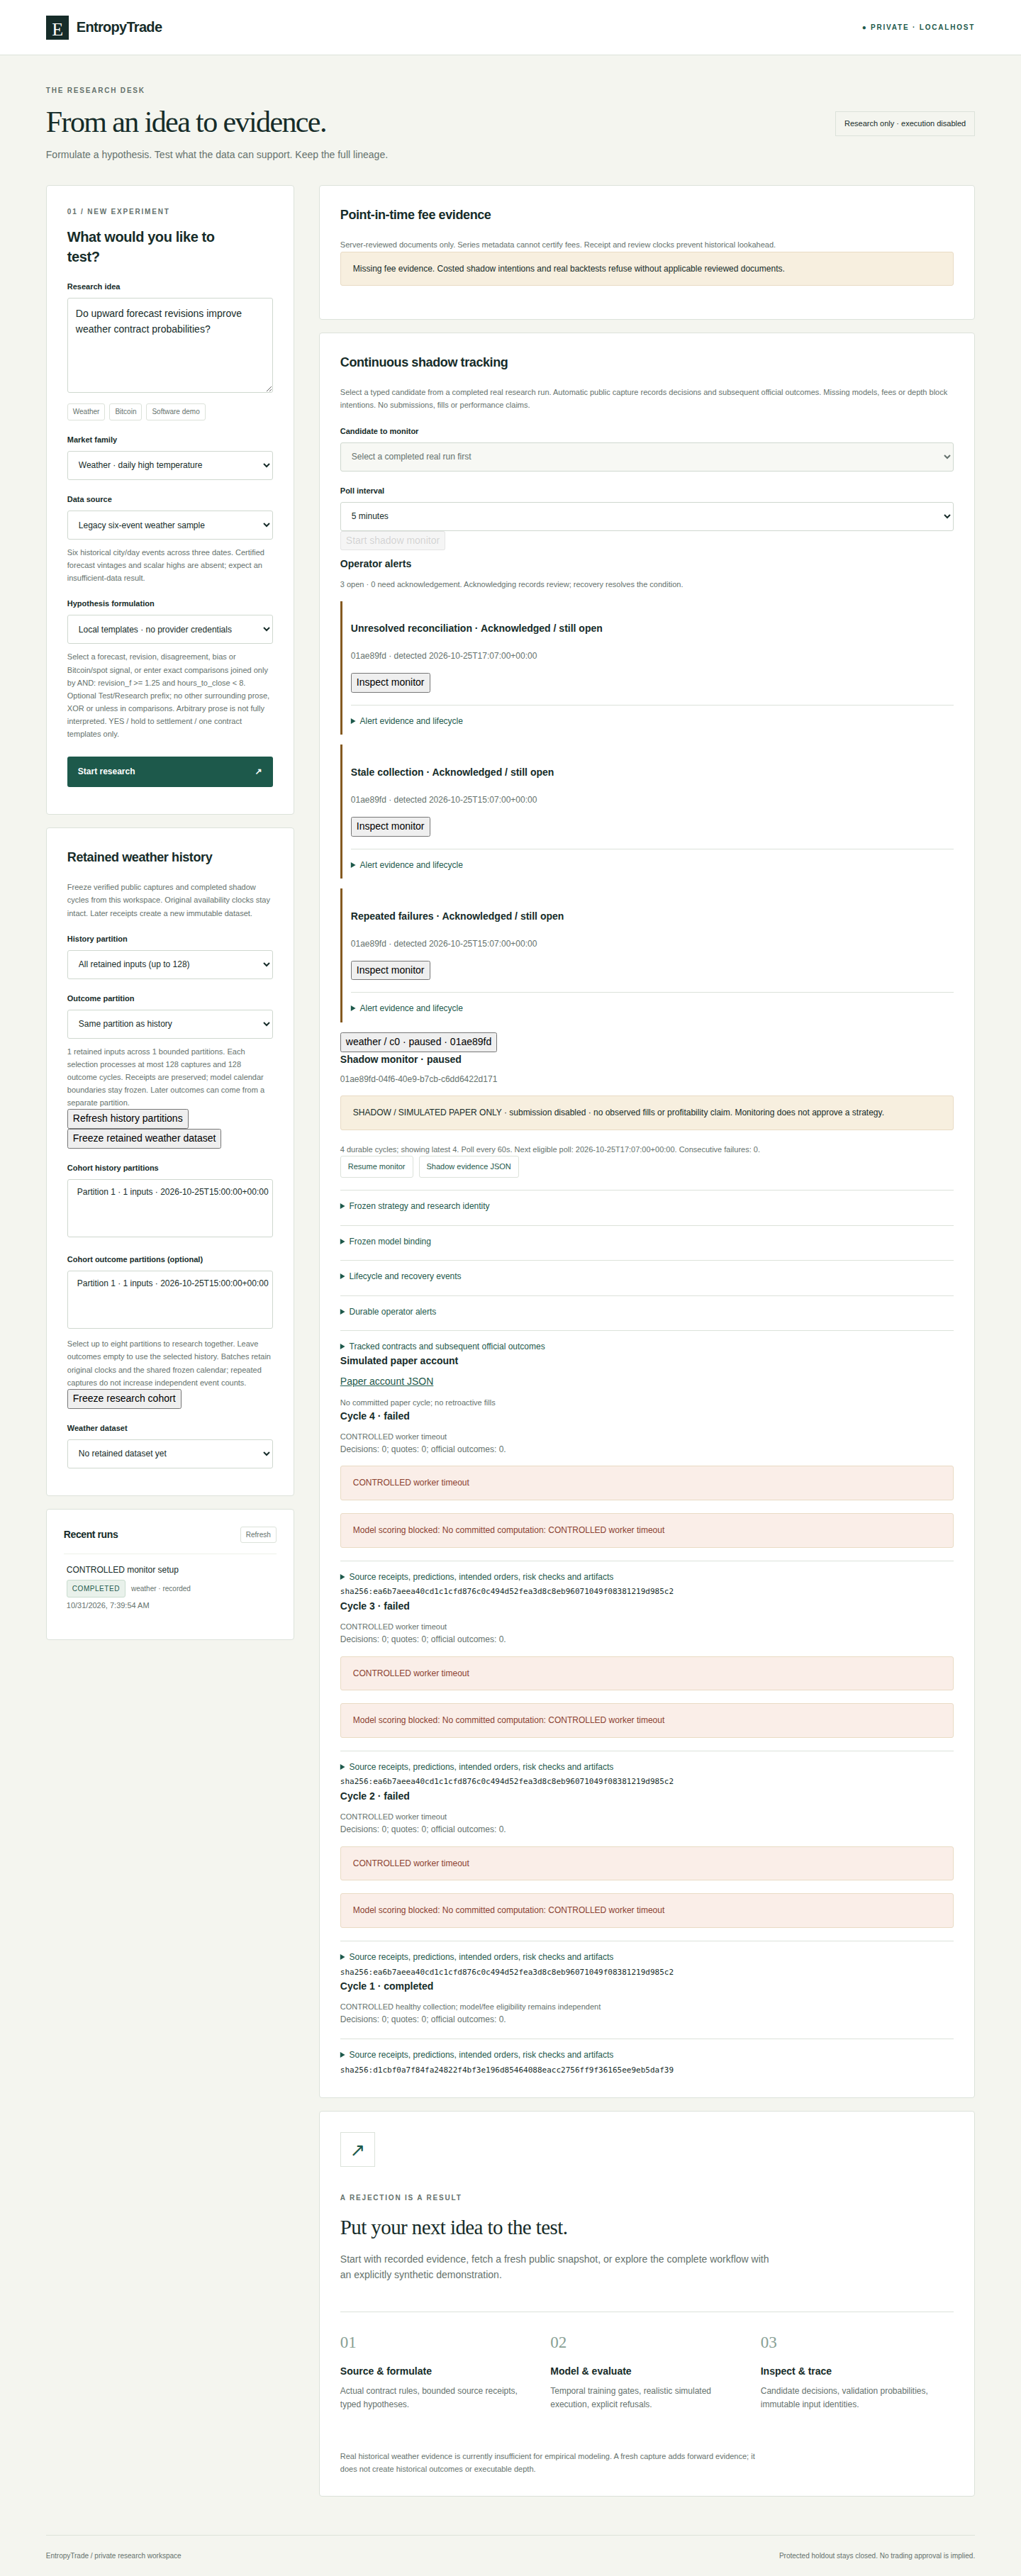 E EntropyTrade
● PRIVATE · LOCALHOST
THE RESEARCH DESK
From an idea to evidence.
Research only · execution disabled
Formulate a hypothesis. Test what the data can support. Keep the full lineage.
01 / NEW EXPERIMENT
What would you like to
test?
Research idea
Do upward forecast revisions improve
weather contract probabilities?
Weather
Bitcoin
Software demo
Market family
Weather · daily high temperature
Data source
Legacy six-event weather sample
Six historical city/day events across three dates. Certified
forecast vintages and scalar highs are absent; expect an
insufficient-data result.
Hypothesis formulation
Local templates · no provider credentials
Select a forecast, revision, disagreement, bias or
Bitcoin/spot signal, or enter exact comparisons joined only
by AND: revision_f >= 1.25 and hours_to_close < 8.
Optional Test/Research prefix; no other surrounding prose,
XOR or unless in comparisons. Arbitrary prose is not fully
interpreted. YES / hold to settlement / one contract
templates only.
Start research ↗
Retained weather history
Freeze verified public captures and completed shadow
cycles from this workspace. Original availability clocks stay
intact. Later receipts create a new immutable dataset.
History partition
All retained inputs (up to 128)
Outcome partition
Same partition as history
1 retained inputs across 1 bounded partitions. Each
selection processes at most 128 captures and 128
outcome cycles. Receipts are preserved; model calendar
boundaries stay frozen. Later outcomes can come from a
separate partition.
Refresh history partitions
Freeze retained weather dataset
Cohort history partitions
Partition 1 · 1 inputs · 2026-10-25T15:00:00+00:00
Cohort outcome partitions (optional)
Partition 1 · 1 inputs · 2026-10-25T15:00:00+00:00
Select up to eight partitions to research together. Leave
outcomes empty to use the selected history. Batches retain
original clocks and the shared frozen calendar; repeated
captures do not increase independent event counts.
Freeze research cohort
Weather dataset
No retained dataset yet
Recent runs
Refresh
CONTROLLED monitor setup
COMPLETED weather · recorded
10/31/2026, 7:39:54 AM
Point-in-time fee evidence
Server-reviewed documents only. Series metadata cannot certify fees. Receipt and review clocks prevent historical lookahead.
Missing fee evidence. Costed shadow intentions and real backtests refuse without applicable reviewed documents.
Continuous shadow tracking
Select a typed candidate from a completed real research run. Automatic public capture records decisions and subsequent official outcomes. Missing models, fees or depth block
intentions. No submissions, fills or performance claims.
Candidate to monitor
Select a completed real run first
Poll interval
5 minutes
Start shadow monitor
Operator alerts
3 open · 0 need acknowledgement. Acknowledging records review; recovery resolves the condition.
Unresolved reconciliation · Acknowledged / still open
01ae89fd · detected 2026-10-25T17:07:00+00:00
Inspect monitor
▶ Alert evidence and lifecycle
Stale collection · Acknowledged / still open
01ae89fd · detected 2026-10-25T15:07:00+00:00
Inspect monitor
▶ Alert evidence and lifecycle
Repeated failures · Acknowledged / still open
01ae89fd · detected 2026-10-25T15:07:00+00:00
Inspect monitor
▶ Alert evidence and lifecycle
weather / c0 · paused · 01ae89fd
Shadow monitor · paused
01ae89fd-04f6-40e9-b7cb-c6dd6422d171
SHADOW / SIMULATED PAPER ONLY · submission disabled · no observed fills or profitability claim. Monitoring does not approve a strategy.
4 durable cycles; showing latest 4. Poll every 60s. Next eligible poll: 2026-10-25T17:07:00+00:00. Consecutive failures: 0.
Resume monitor
Shadow evidence JSON
▶ Frozen strategy and research identity
▶ Frozen model binding
▶ Lifecycle and recovery events
▶ Durable operator alerts
▶ Tracked contracts and subsequent official outcomes
Simulated paper account
Paper account JSON
No committed paper cycle; no retroactive fills
Cycle 4 · failed
CONTROLLED worker timeout
Decisions: 0; quotes: 0; official outcomes: 0.
CONTROLLED worker timeout
Model scoring blocked: No committed computation: CONTROLLED worker timeout
▶ Source receipts, predictions, intended orders, risk checks and artifacts
sha256:ea6b7aeea40cd1c1cfd876c0c494d52fea3d8c8eb96071049f08381219d985c2
Cycle 3 · failed
CONTROLLED worker timeout
Decisions: 0; quotes: 0; official outcomes: 0.
CONTROLLED worker timeout
Model scoring blocked: No committed computation: CONTROLLED worker timeout
▶ Source receipts, predictions, intended orders, risk checks and artifacts
sha256:ea6b7aeea40cd1c1cfd876c0c494d52fea3d8c8eb96071049f08381219d985c2
Cycle 2 · failed
CONTROLLED worker timeout
Decisions: 0; quotes: 0; official outcomes: 0.
CONTROLLED worker timeout
Model scoring blocked: No committed computation: CONTROLLED worker timeout
▶ Source receipts, predictions, intended orders, risk checks and artifacts
sha256:ea6b7aeea40cd1c1cfd876c0c494d52fea3d8c8eb96071049f08381219d985c2
Cycle 1 · completed
CONTROLLED healthy collection; model/fee eligibility remains independent
Decisions: 0; quotes: 0; official outcomes: 0.
▶ Source receipts, predictions, intended orders, risk checks and artifacts
sha256:d1cbf0a7f84fa24822f4bf3e196d85464088eacc2756ff9f36165ee9eb5daf39
↗
A REJECTION IS A RESULT
Put your next idea to the test.
Start with recorded evidence, fetch a fresh public snapshot, or explore the complete workflow with
an explicitly synthetic demonstration.
01
Source & formulate
Actual contract rules, bounded source receipts,
typed hypotheses.
02
Model & evaluate
Temporal training gates, realistic simulated
execution, explicit refusals.
03
Inspect & trace
Candidate decisions, validation probabilities,
immutable input identities.
Real historical weather evidence is currently insufficient for empirical modeling. A fresh capture adds forward evidence; it
does not create historical outcomes or executable depth.
EntropyTrade / private research workspace
Protected holdout stays closed. No trading approval is implied.